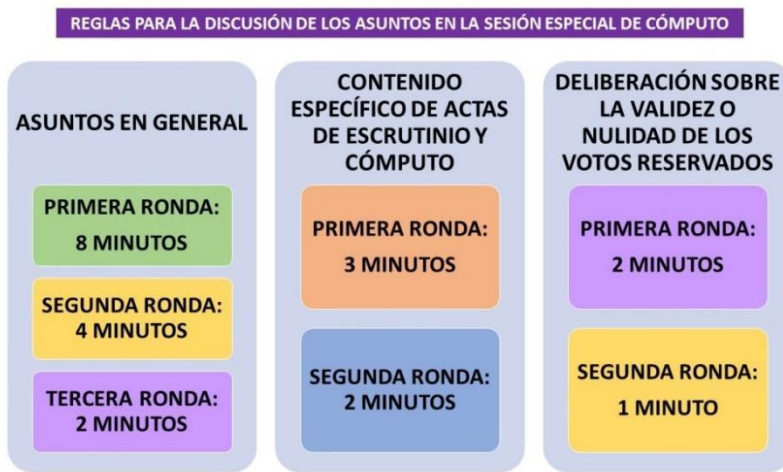 REGLAS PARA LA DISCUSIÓN DE LOS ASUNTOS EN LA SESIÓN ESPECIAL DE CÓMPUTO
ASUNTOS EN GENERAL
PRIMERA RONDA:
8 MINUTOS
SEGUNDA RONDA:
4 MINUTOS
TERCERA RONDA:
2 MINUTOS
CONTENIDO
ESPECÍFICO DE ACTAS
DE ESCRUTINIO Y
CÓMPUTO
PRIMERA RONDA:
3 MINUTOS
SEGUNDA RONDA:
2 MINUTOS
DELIBERACIÓN SOBRE
LA VALIDEZ O
NULIDAD DE LOS
VOTOS RESERVADOS
PRIMERA RONDA:
2 MINUTOS
SEGUNDA RONDA:
1 MINUTO